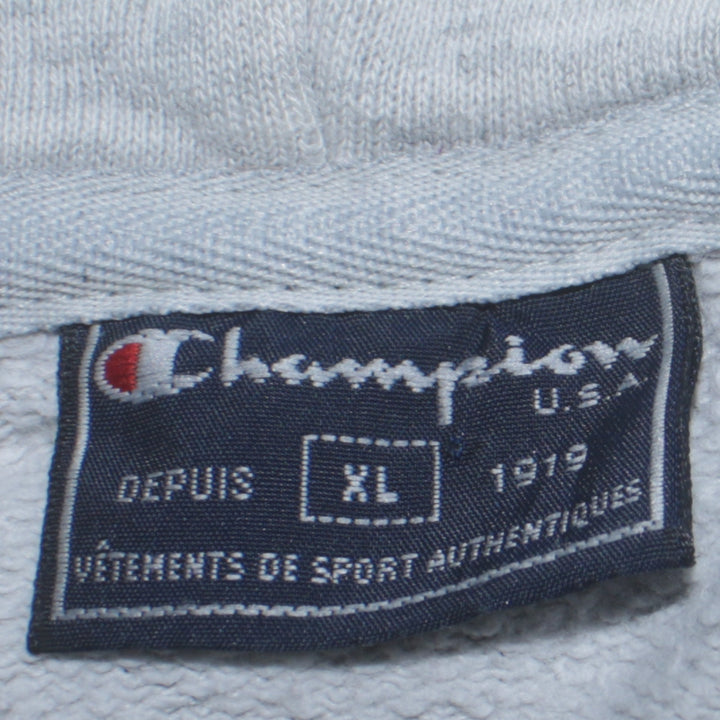 Champion
U.S.A.
DEPUIS XL 1919
VÊTEMENTS DE SPORT AUTHENTIQUES